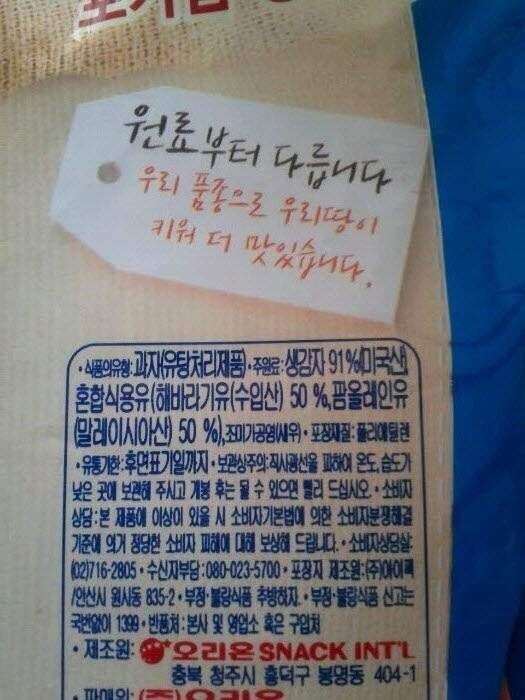 원료부터 다릅니다
우리 품종으로 우리땅이
키워 더 맛있습니다.
·식품의유형:과자(유탕처리제품)·주원료:생감자 91%(미국산)
혼합식용유(해바라기유(수입산) 50 %,팜올레인유
(말레이시아산) 50 %),조미가공염(새우)·포장재질:폴리에틸렌
·유통기한:후면표기일까지·보관상주의:직사광선을 피하여 온도, 습도가
낮은 곳에 보관해 주시고 개봉 후는 될 수 있으면 빨리 드십시오.·소비자
상담:본 제품에 이상이 있을 시 소비자기본법에 의한 소비자분쟁해결
기준에 의거 정당한 소비자 피해에 대해 보상해 드립니다.·소비자상담실:
(02)716-2805·수신자부담:080-023-5700·포장지 제조원:(주)아이팩
/안산시 원시동 835-2·부정·불량식품 추방하자.·부정·불량식품 신고는
국번없이 1399·반품처:본사 및 영업소 혹은 구입처
·제조원: 오리온 SNACK INT'L
충북 청주시 흥덕구 봉명동 404-1
·판매원: (주)오리온